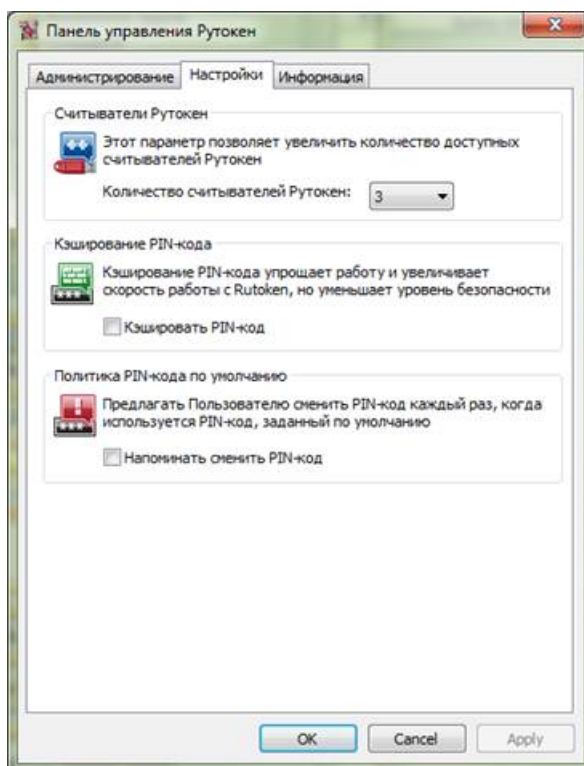 Панель управления Рутокен
Администрирование Настройки Информация
Считыватели Рутокен
Этот параметр позволяет увеличить количество доступных
считывателей Рутокен
Количество считывателей Рутокен: 3
Кэширование PIN-кода
Кэширование PIN-кода упрощает работу и увеличивает
скорость работы с Rutoken, но уменьшает уровень безопасности
Кэшировать PIN-код
Политика PIN-кода по умолчанию
Предлагать Пользователю сменить PIN-код каждый раз, когда
используется PIN-код, заданный по умолчанию
Напоминать сменить PIN-код
OK Cancel Apply